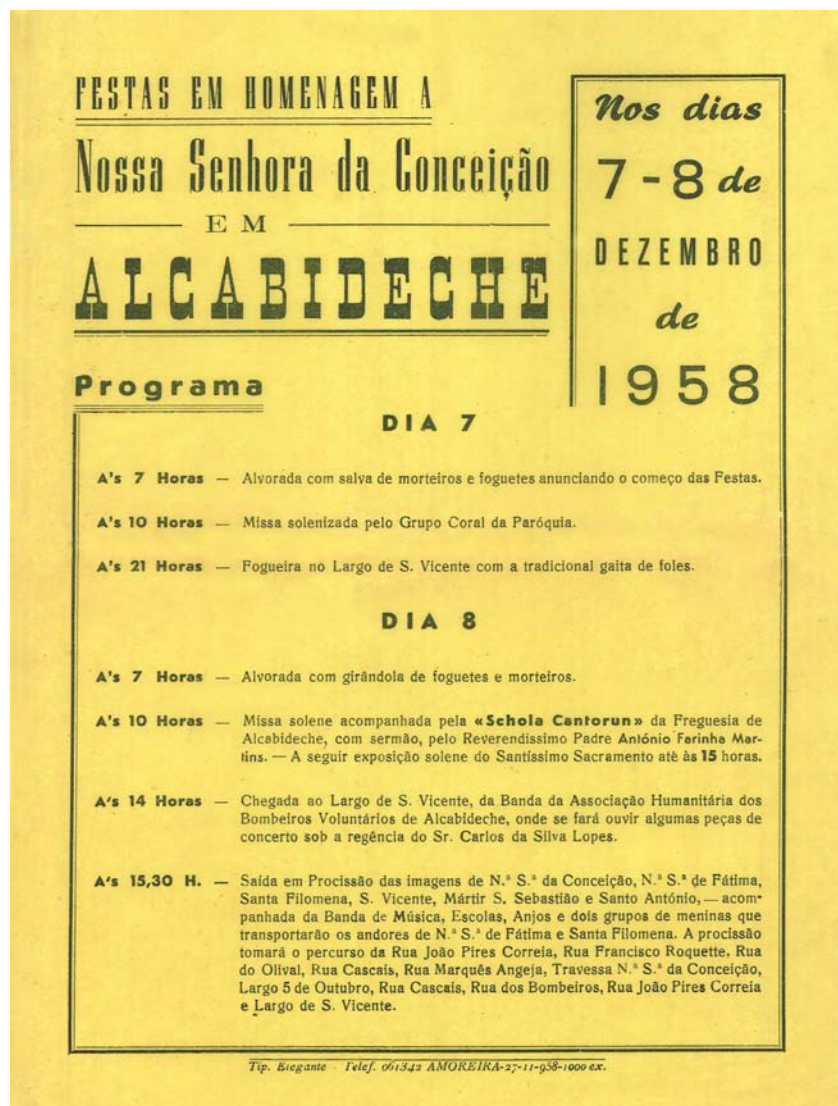 FESTAS EM HOMENAGEM A
Nossa Senhora da Conceição
EM
ALCABIDECHE
Nos dias
7-8 de
DEZEMBRO
de
1958
Programa
DIA 7
A's 7 Horas — Alvorada com salva de morteiros e foguetes anunciando o começo das Festas.
A's 10 Horas — Missa solenizada pelo Grupo Coral da Paróquia.
A's 21 Horas — Fogueira no Largo de S. Vicente com a tradicional gaita de foles.
DIA 8
A's 7 Horas — Alvorada com girândola de foguetes e morteiros.
A's 10 Horas — Missa solene acompanhada pela «Schola Cantorun» da Freguesia de
Alcabideche, com sermão, pelo Reverendissimo Padre António Farinha Mar-
tins. — A seguir exposição solene do Santíssimo Sacramento até às 15 horas.
A's 14 Horas — Chegada ao Largo de S. Vicente, da Banda da Associação Humanitária dos
Bombeiros Voluntários de Alcabideche, onde se fará ouvir algumas peças de
concerto sob a regência do Sr. Carlos da Silva Lopes.
A's 15,30 H. — Saída em Procissão das imagens de N.ª S.ª da Conceição, N.ª S.ª de Fátima,
Santa Filomena, S. Vicente, Mártir S. Sebastião e Santo António, — acom-
panhada da Banda de Música, Escolas, Anjos e dois grupos de meninas que
transportarão os andores de N.ª S.ª de Fátima e Santa Filomena. A procissão
tomará o percurso da Rua João Pires Correia, Rua Francisco Roquette, Rua
do Olival, Rua Cascais, Rua Marquês Angeja, Travessa N.ª S.ª da Conceição,
Largo 5 de Outubro, Rua Cascais, Rua dos Bombeiros, Rua João Pires Correia
e Largo de S. Vicente.
Tip. Elegante - Telef. 061342 AMOREIRA-27-11-958-1000 ex.